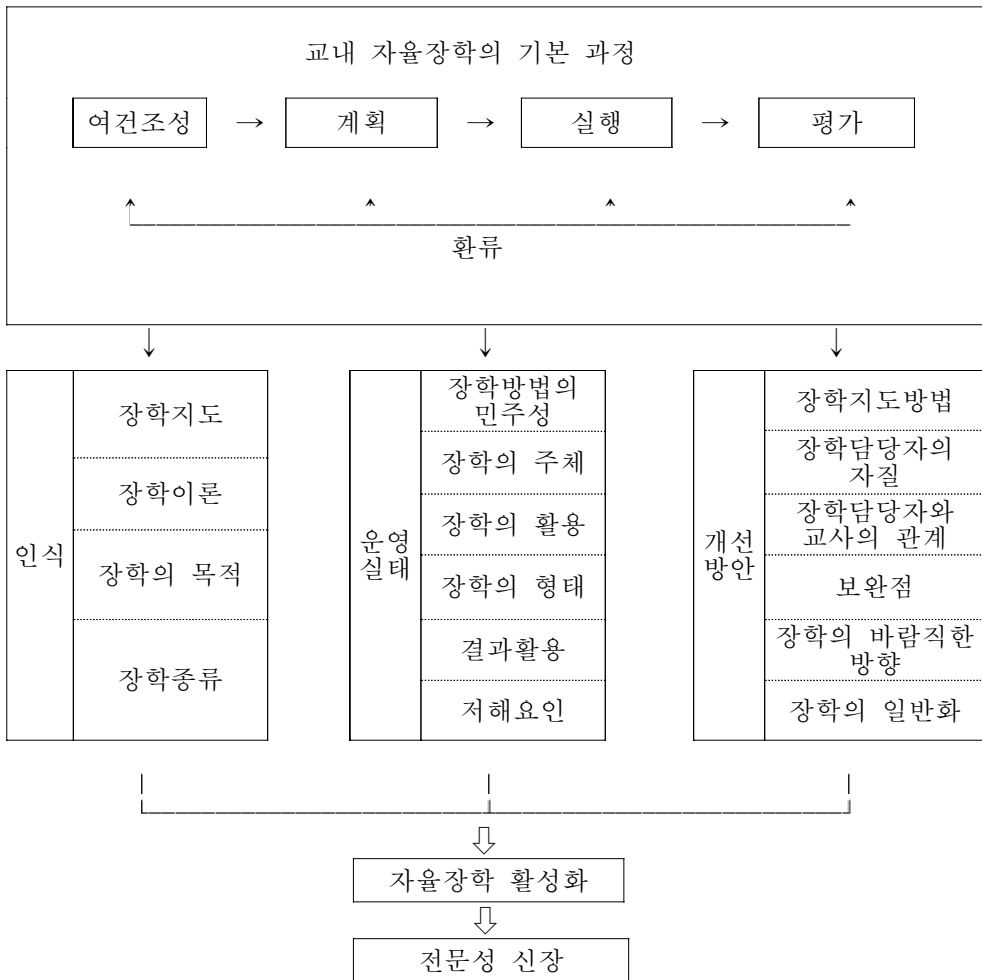 교내 자율장학의 기본 과정
여건조성 → 계획 → 실행 → 평가
환류
인식
장학지도
장학이론
장학의 목적
장학종류
운영
실태
장학방법의
민주성
장학의 주체
장학의 활용
장학의 형태
결과활용
저해요인
개선
방안
장학지도방법
장학담당자의
자질
장학담당자와
교사의 관계
보완점
장학의 바람직한
방향
장학의 일반화
자율장학 활성화
전문성 신장